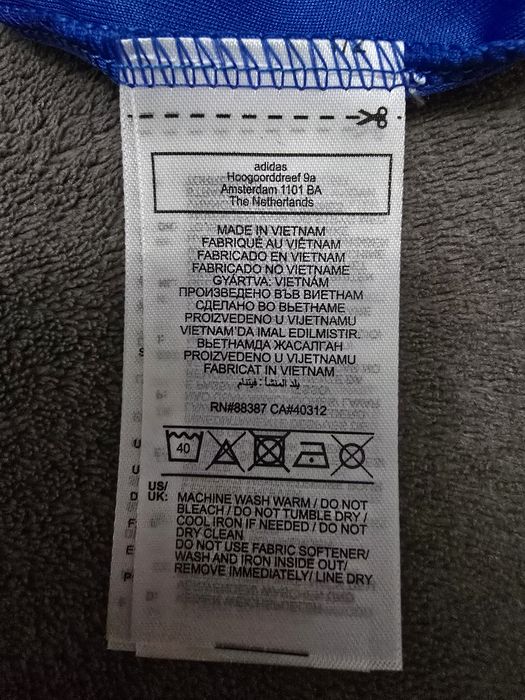 adidas
Hoogoorddreef 9a
Amsterdam 1101 BA
The Netherlands
MADE IN VIETNAM
FABRIQUÉ AU VIÊTNAM
FABRICADO EN VIETNAM
FABRICADO NO VIETNAME
GYÁRTVA: VIETNÁM
ПРОИЗВЕДЕНО ВЪВ ВИЕТНАМ
СДЕЛАНО ВО ВЬЕТНАМЕ
PROIZVEDENO U VIJETNAMU
VIETNAM'DA IMAL EDILMISTIR.
ВЬЕТНАМДА ЖАСАЛҒАН
PROIZVEDENO U VIJETNAMU
FABRICAT IN VIETNAM
بلد المنشأ: فيتنام
RN#88387 CA#40312
40
US/
UK: MACHINE WASH WARM / DO NOT
BLEACH / DO NOT TUMBLE DRY /
COOL IRON IF NEEDED / DO NOT
DRY CLEAN
DO NOT USE FABRIC SOFTENER/
WASH AND IRON INSIDE OUT/
REMOVE IMMEDIATELY/ LINE DRY